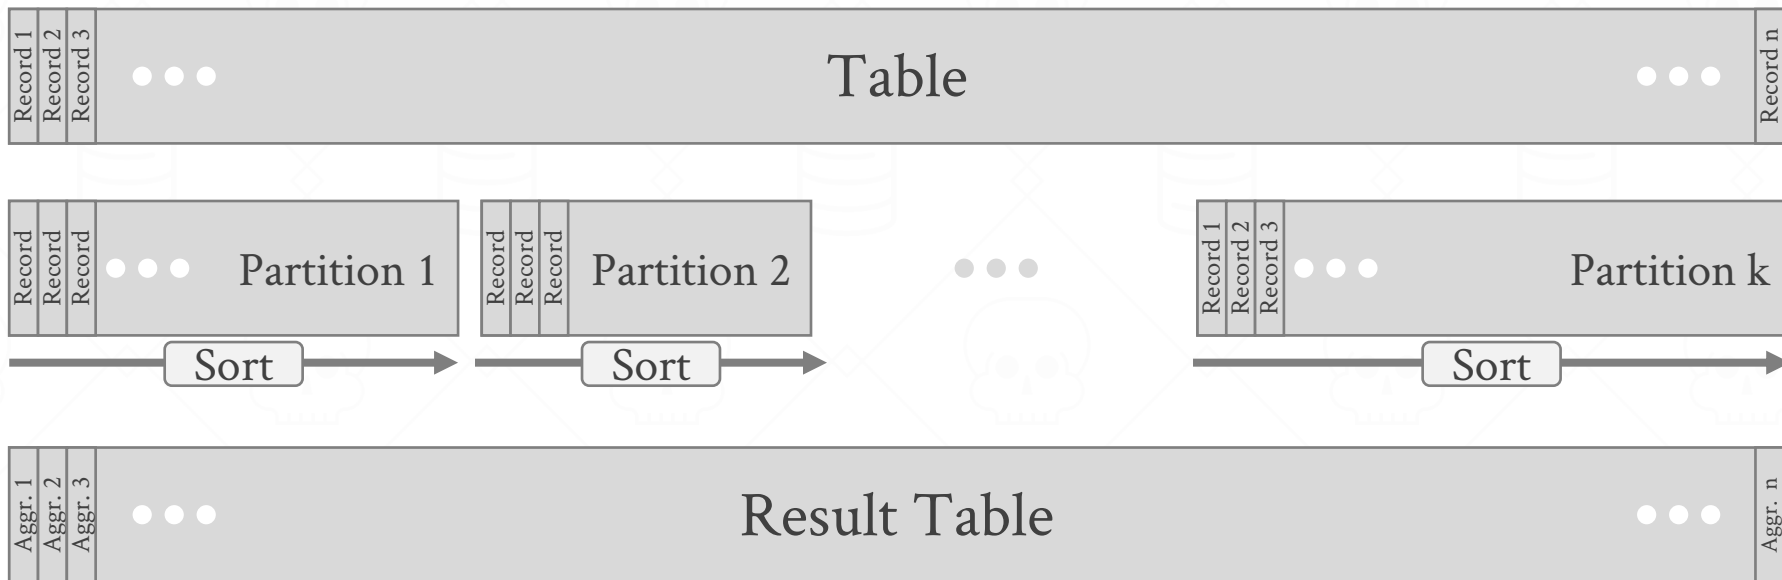 Record 1
Record 2
Record 3
Table
Record n
Record
Record
Record
Partition 1
Record
Record
Record
Partition 2
Record 1
Record 2
Record 3
Partition k
Sort
Sort
Sort
Aggr. 1
Aggr. 2
Aggr. 3
Result Table
Aggr. n